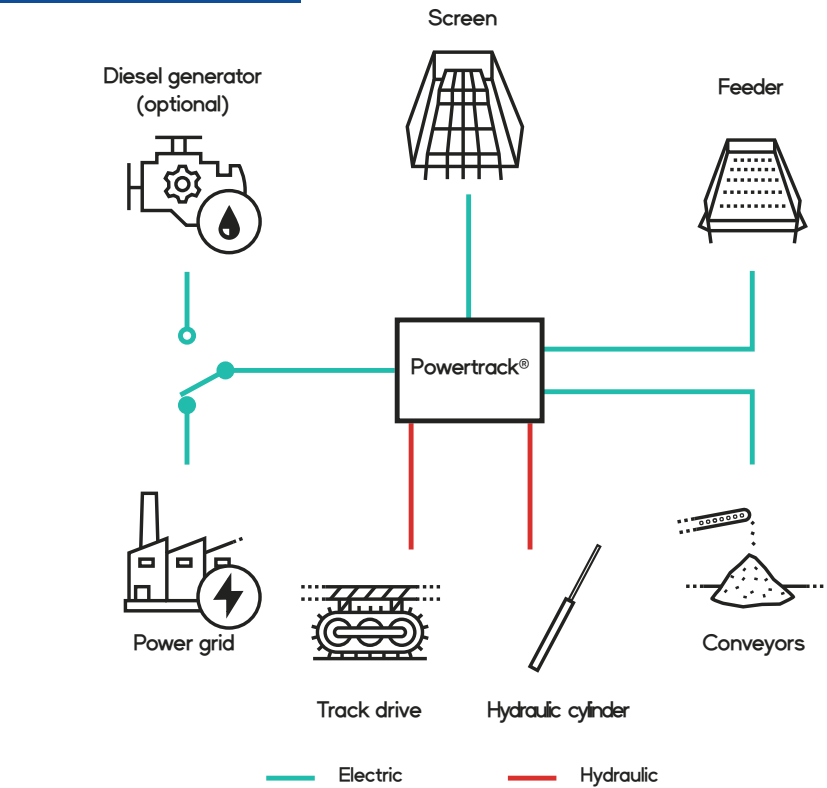 Screen
Diesel generator
(optional)
Feeder
Powertrack®
Power grid
Conveyors
Track drive
Hydraulic cylinder
Electric
Hydraulic